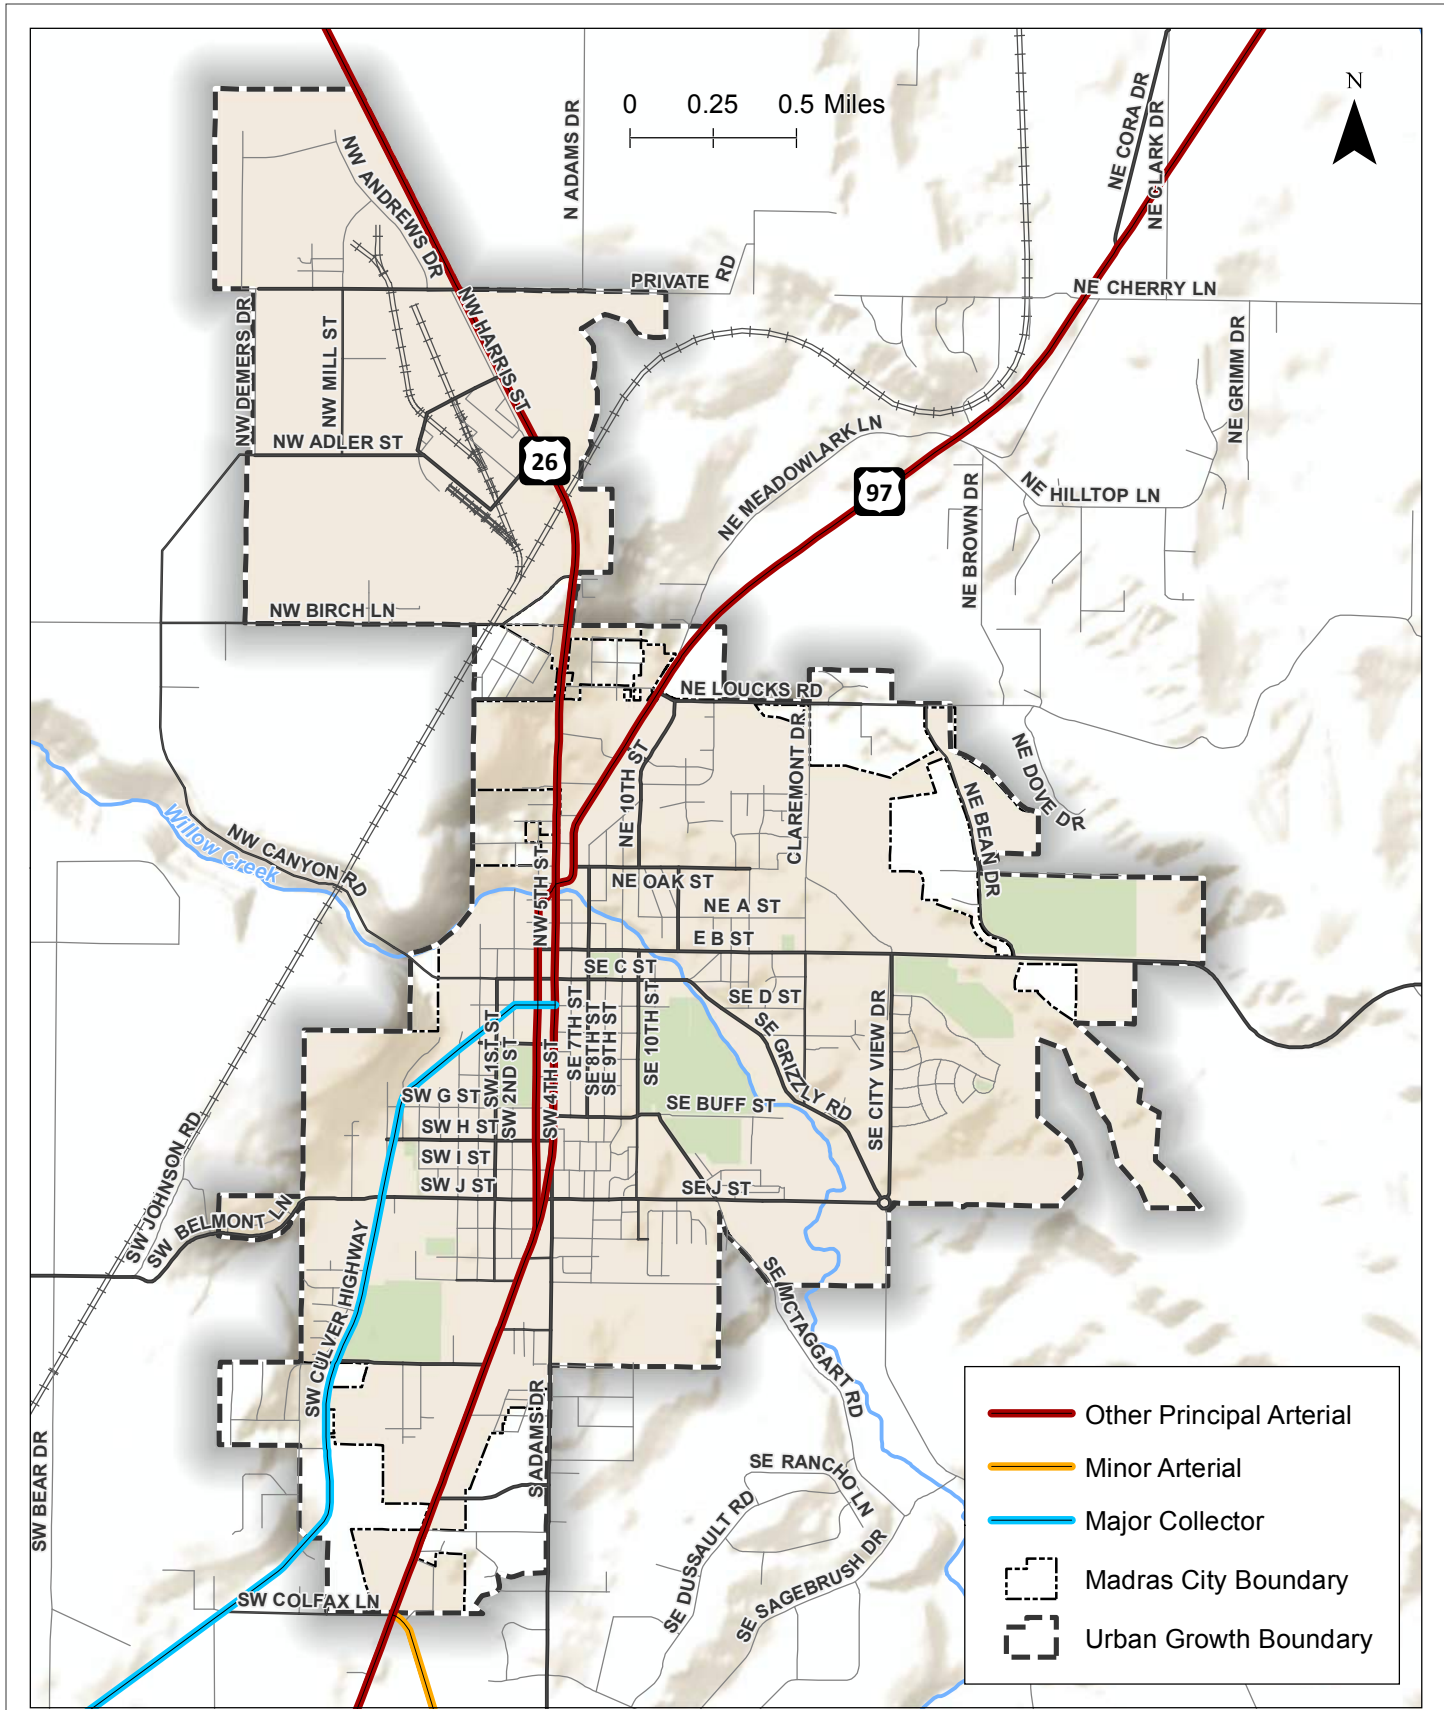 N
0 0.25 0.5 Miles
N ADAMS DR
NE CORA DR
NE CLARK DR
NW ANDREWS DR
PRIVATE RD
NE CHERRY LN
NW DEMERS DR
NW MILL ST
NW HARRIS ST
NE GRIMM DR
NW ADLER ST
26
97
NE MEADOWLARK LN
NE HILLTOP LN
NE BROWN DR
NW BIRCH LN
NE LOUCKS RD
CLAREMONT DR
NE 10TH ST
NE DOVE DR
NE BEAN DR
Willow Creek
NW CANYON RD
NW 5TH ST
NE OAK ST
NE A ST
E B ST
SE C ST
SE D ST
SE 7TH ST
SE 8TH ST
SE 9TH ST
SE 10TH ST
SE GRIZZLY RD
SE CITY VIEW DR
SW 1ST ST
SW 2ND ST
SW 4TH ST
SW G ST
SE BUFF ST
SW H ST
SW I ST
SW J ST
SE J ST
SW JOHNSON RD
SW BELMONT LN
SW CULVER HIGHWAY
SE MCTAGGART RD
S ADAMS DR
SW BEAR DR
SE RANCHO LN
SE DUSSAULT RD
SE SAGEBRUSH DR
SW COLFAX LN
Other Principal Arterial
Minor Arterial
Major Collector
Madras City Boundary
Urban Growth Boundary